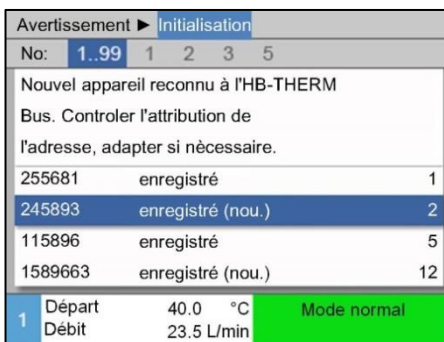 Avertissement ► Initialisation
No: 1..99 1 2 3 5
Nouvel appareil reconnu à l'HB-THERM
Bus. Controler l'attribution de
l'adresse, adapter si nècessaire.
255681 enregistré 1
245893 enregistré (nou.) 2
115896 enregistré 5
1589663 enregistré (nou.) 12
1 Départ 40.0 °C Mode normal
Débit 23.5 L/min